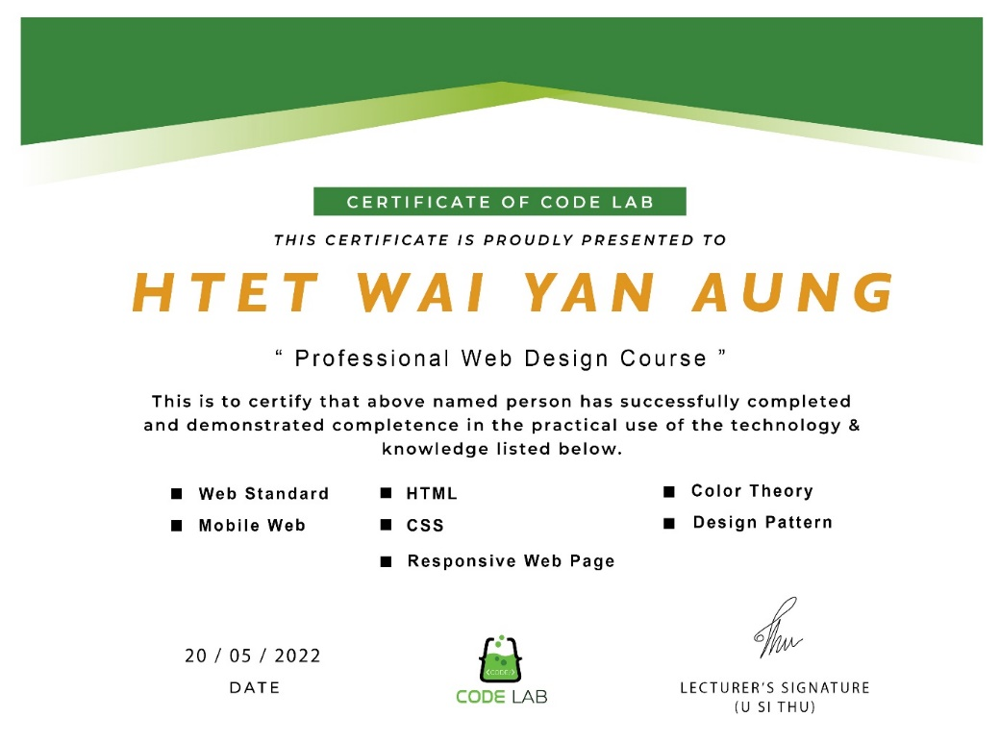 CERTIFICATE OF CODE LAB
THIS CERTIFICATE IS PROUDLY PRESENTED TO
HTET WAI YAN AUNG
“ Professional Web Design Course ”
This is to certify that above named person has successfully completed
and demonstrated completence in the practical use of the technology &
knowledge listed below.
■ Web Standard
■ Mobile Web
■ HTML
■ CSS
■ Responsive Web Page
■ Color Theory
■ Design Pattern
20 / 05 / 2022
DATE
<CODE/>
CODE LAB
Thu
LECTURER’S SIGNATURE
(U SI THU)